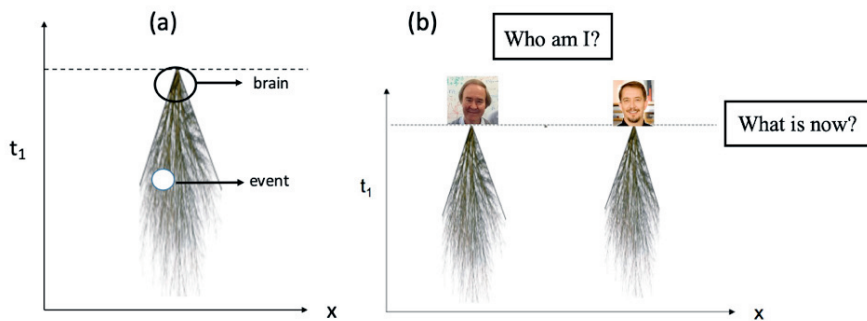 (a)
brain
t₁
event
x
(b)
Who am I?
What is now?
t₁
x